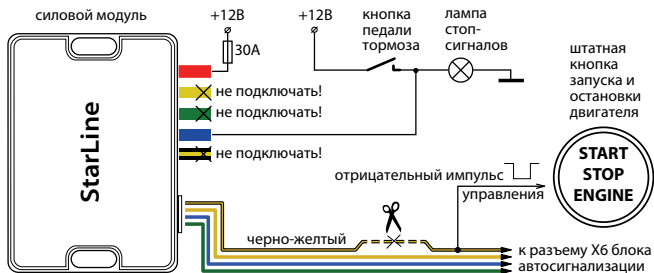 силовой модуль
+12В
+12В
кнопка
педали
тормоза
лампа
стоп-
сигналов
30А
штатная
кнопка
запуска и
остановки
двигателя
не подключать!
не подключать!
не подключать!
StarLine
START
STOP
ENGINE
отрицательный импульс
управления
черно-желтый
к разъему Х6 блока
автосигнализации